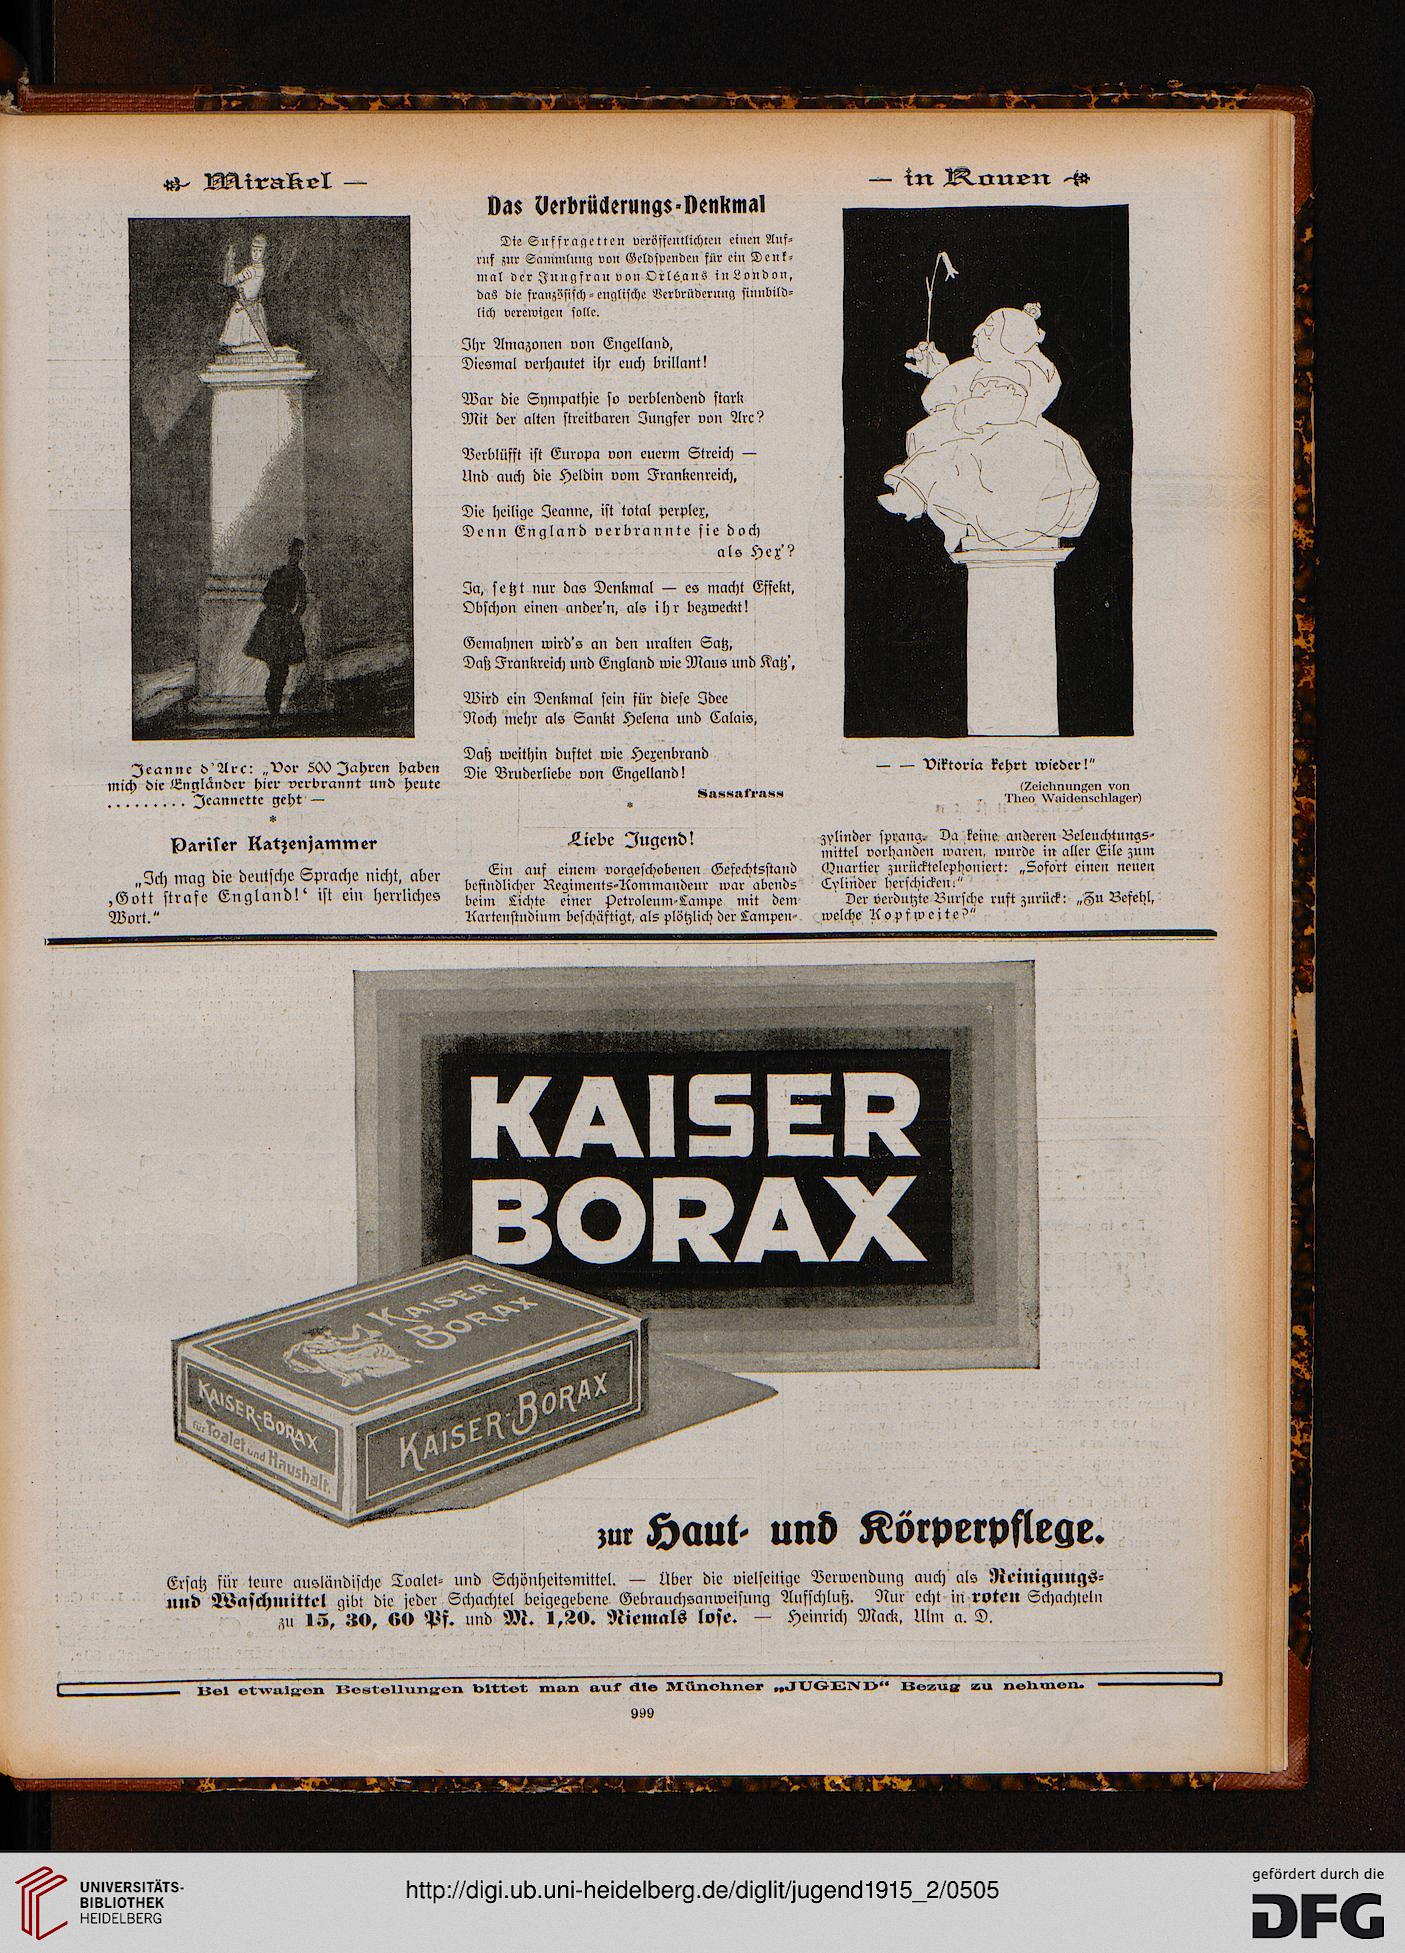 Mirakel —
Jeanne d'Arc: „Vor 500 Jahren haben
mich die Engländer hier verbrannt und heute
. . . . . . . . . Jeannette geht —
*
Pariser Katzenjammer
„Ich mag die deutsche Sprache nicht, aber
‚Gott strafe England!‘ ist ein herrliches
Wort.“
Das Verbrüderungs-Denkmal
Die Suffragetten veröffentlichten einen Auf-
ruf zur Sammlung von Geldspenden für ein Denk-
mal der Jungfrau von Orléans in London,
das die französisch-englische Verbrüderung sinnbild-
lich verewigen solle.
Ihr Amazonen von Engelland,
Diesmal verhautet ihr euch brillant!
War die Sympathie so verblendend stark
Mit der alten streitbaren Jungfer von Arc?
Verblüfft ist Europa von euerm Streich —
Und auch die Heldin vom Frankenreich,
Die heilige Jeanne, ist total perplex,
Denn England verbrannte sie doch
als Hex'?
Ja, setzt nur das Denkmal — es macht Effekt,
Obschon einen ander'n, als ihr bezweckt!
Gemahnen wird's an den uralten Satz,
Daß Frankreich und England wie Maus und Katz',
Wird ein Denkmal sein für diese Idee
Noch mehr als Sankt Helena und Calais,
Daß weithin duftet wie Hexenbrand
Die Bruderliebe von Engelland!
Sassafrass
*
— in Rouen
— — Viktoria kehrt wieder!“
(Zeichnungen von
Theo Waidenschlager)
Liebe Jugend!
Ein auf einem vorgeschobenen Gefechtsstand
befindlicher Regiments-Kommandeur war abends
beim Lichte einer Petroleum-Lampe mit dem
Kartenstudium beschäftigt, als plötzlich der Lampen-
zylinder sprang. Da keine anderen Beleuchtungs-
mittel vorhanden waren, wurde in aller Eile zum
Quartier zurücktelephoniert: „Sofort einen neuen
Cylinder herschicken.“
Der verdutzte Bursche ruft zurück: „Zu Befehl,
welche Kopfweite?“
KAISER
BORAX
KAISER-
BORAX
KAISER-BORAX
für Toalet und Haushalt.
KAISER-BORAX
zur Haut- und Körperpflege.
Ersatz für teure ausländische Toalet- und Schönheitsmittel. — Über die vielseitige Verwendung auch als Reinigungs-
und Waschmittel gibt die jeder Schachtel beigegebene Gebrauchsanweisung Aufschluß. Nur echt in roten Schachteln
zu 15, 30, 60 Pf. und M. 1,20. Niemals lose. — Heinrich Mack, Ulm a. D.
Bei etwaigen Bestellungen bittet man auf die Münchner „JUGEND“ Bezug zu nehmen.
999
UNIVERSITÄTS-
BIBLIOTHEK
HEIDELBERG
http://digi.ub.uni-heidelberg.de/diglit/jugend1915_2/0505
gefördert durch die
DFG